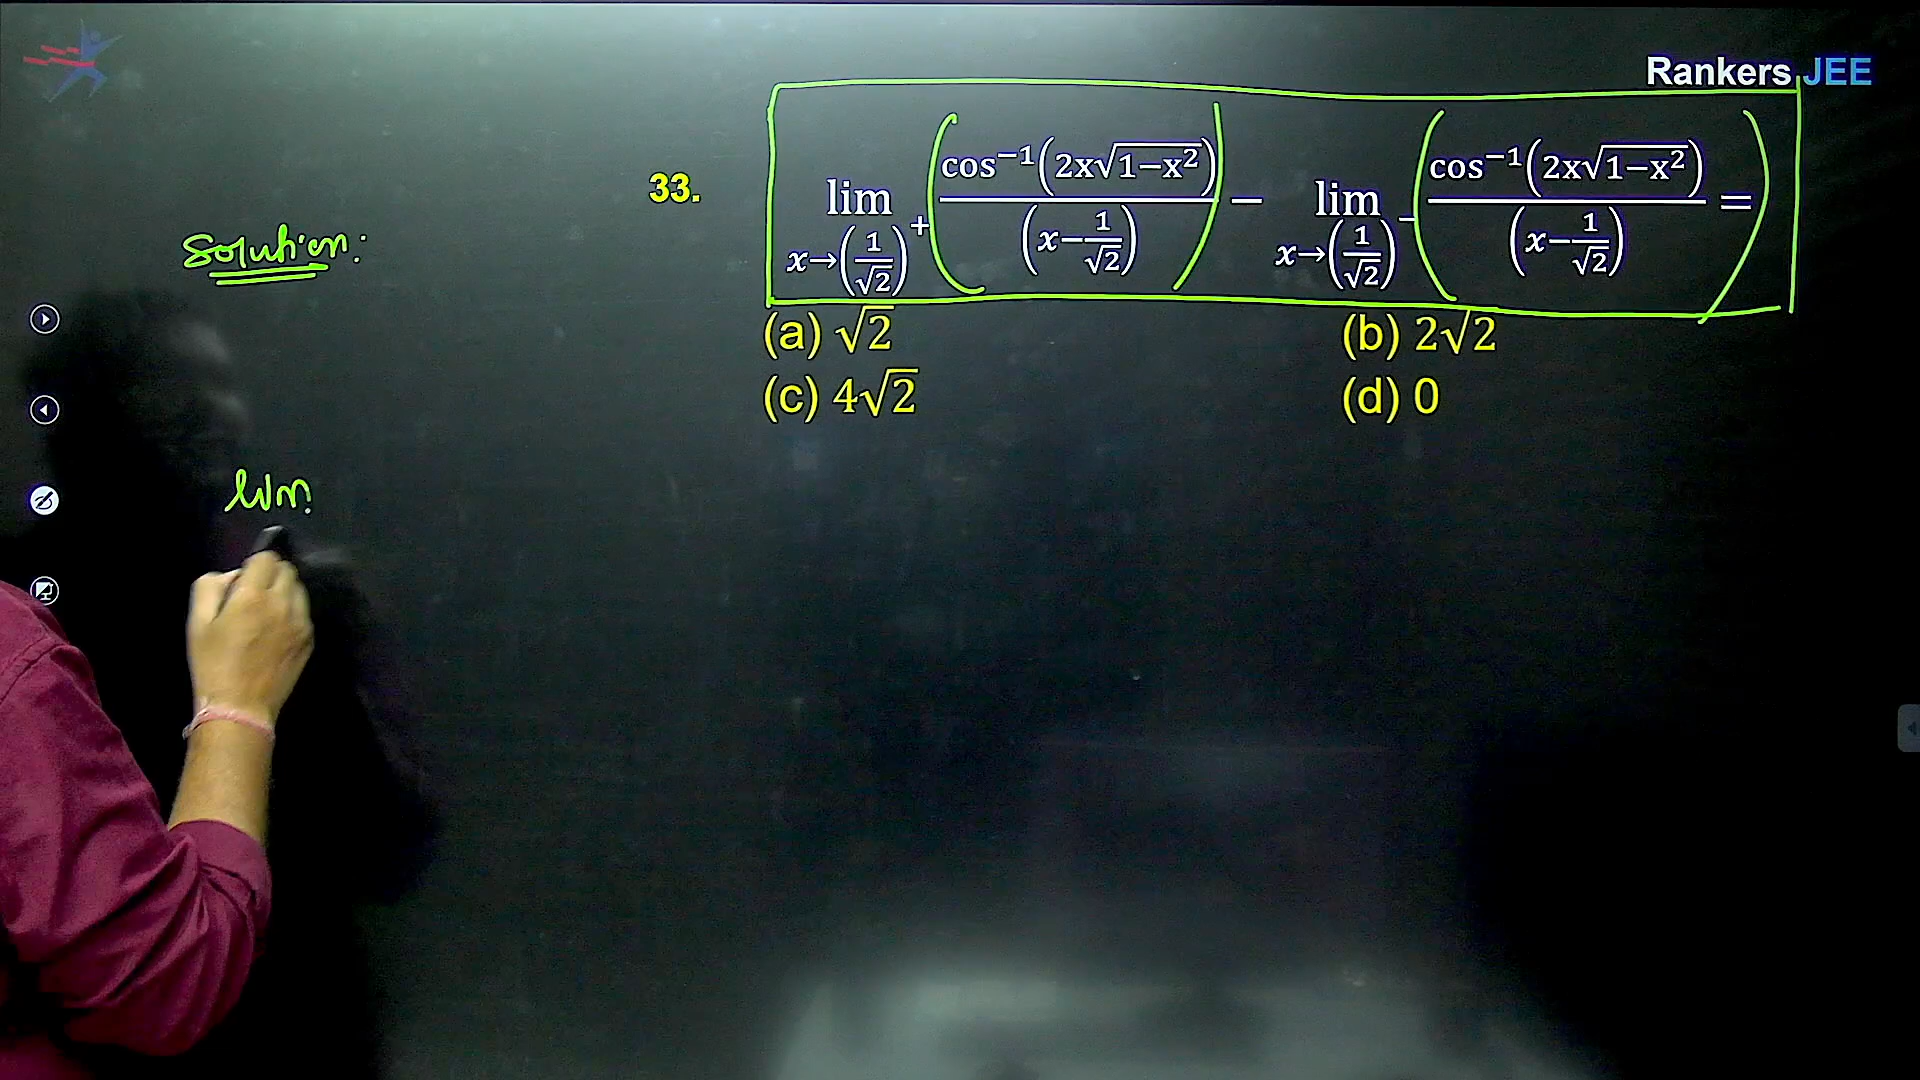 Rankers JEE
33. lim x→(1/√2)⁺ (cos⁻¹(2x√(1−x²)) / (x−1/√2)) − lim x→(1/√2)⁻ (cos⁻¹(2x√(1−x²)) / (x−1/√2) =)
Solution:
(a) √2 (b) 2√2
(c) 4√2 (d) 0
lim